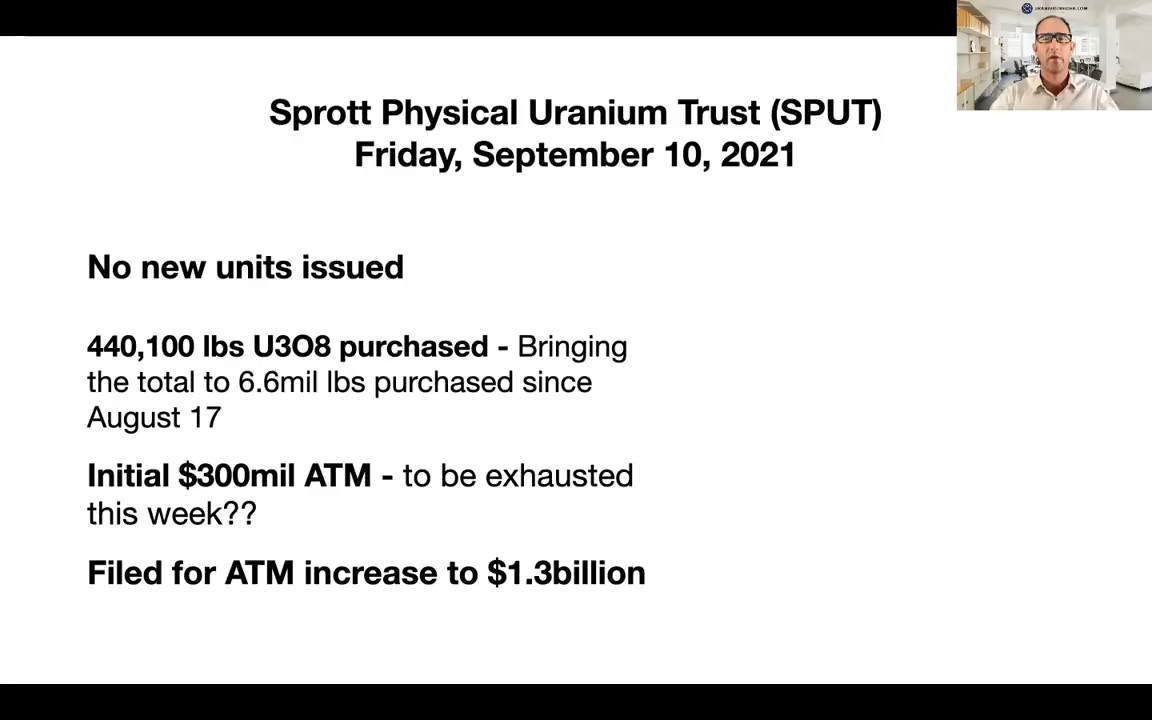 URANIUMINSIDER.COM
Sprott Physical Uranium Trust (SPUT)
Friday, September 10, 2021
No new units issued
440,100 lbs U3O8 purchased - Bringing
the total to 6.6mil lbs purchased since
August 17
Initial $300mil ATM - to be exhausted
this week??
Filed for ATM increase to $1.3billion